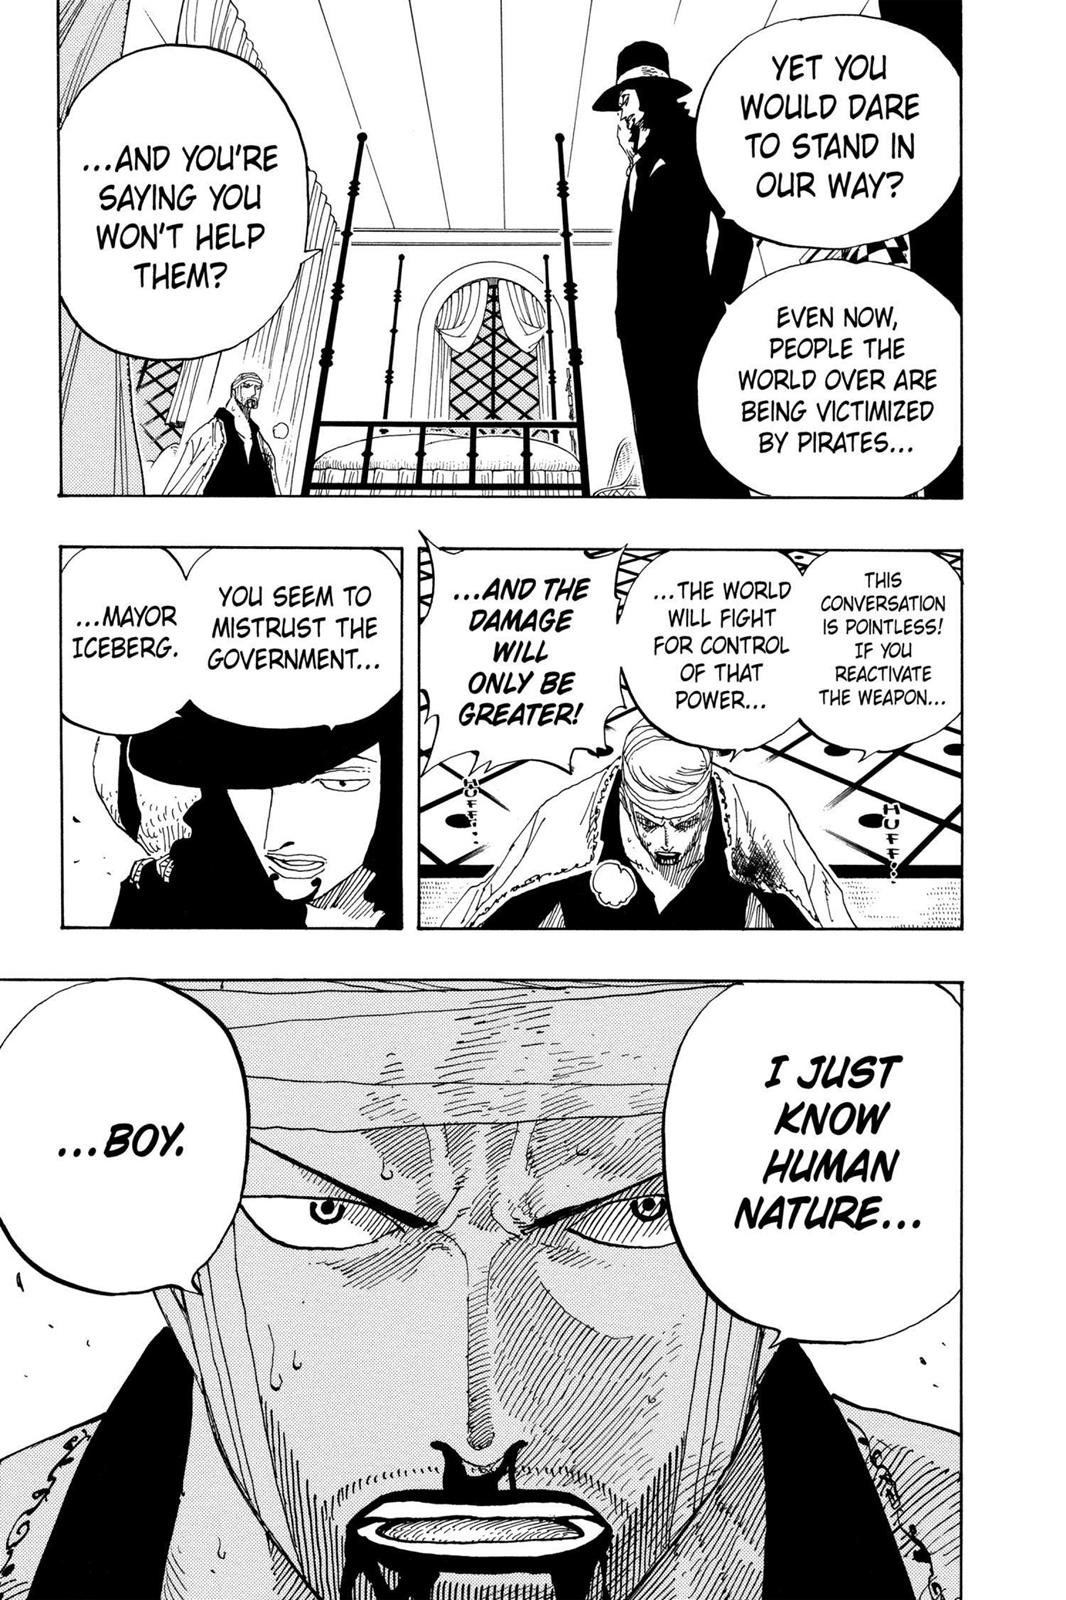 YET YOU
WOULD DARE
TO STAND IN
OUR WAY?
EVEN NOW,
PEOPLE THE
WORLD OVER ARE
BEING VICTIMIZED
BY PIRATES...
...AND YOU'RE
SAYING YOU
WON'T HELP
THEM?
THIS
CONVERSATION
IS POINTLESS!
IF YOU
REACTIVATE
THE WEAPON...
...THE WORLD
WILL FIGHT
FOR CONTROL
OF THAT
POWER...
...AND THE
DAMAGE
WILL
ONLY BE
GREATER!
HUFF!!
HUFF...
YOU SEEM TO
MISTRUST THE
GOVERNMENT...
...MAYOR
ICEBERG.
I JUST
KNOW
HUMAN
NATURE...
...BOY.